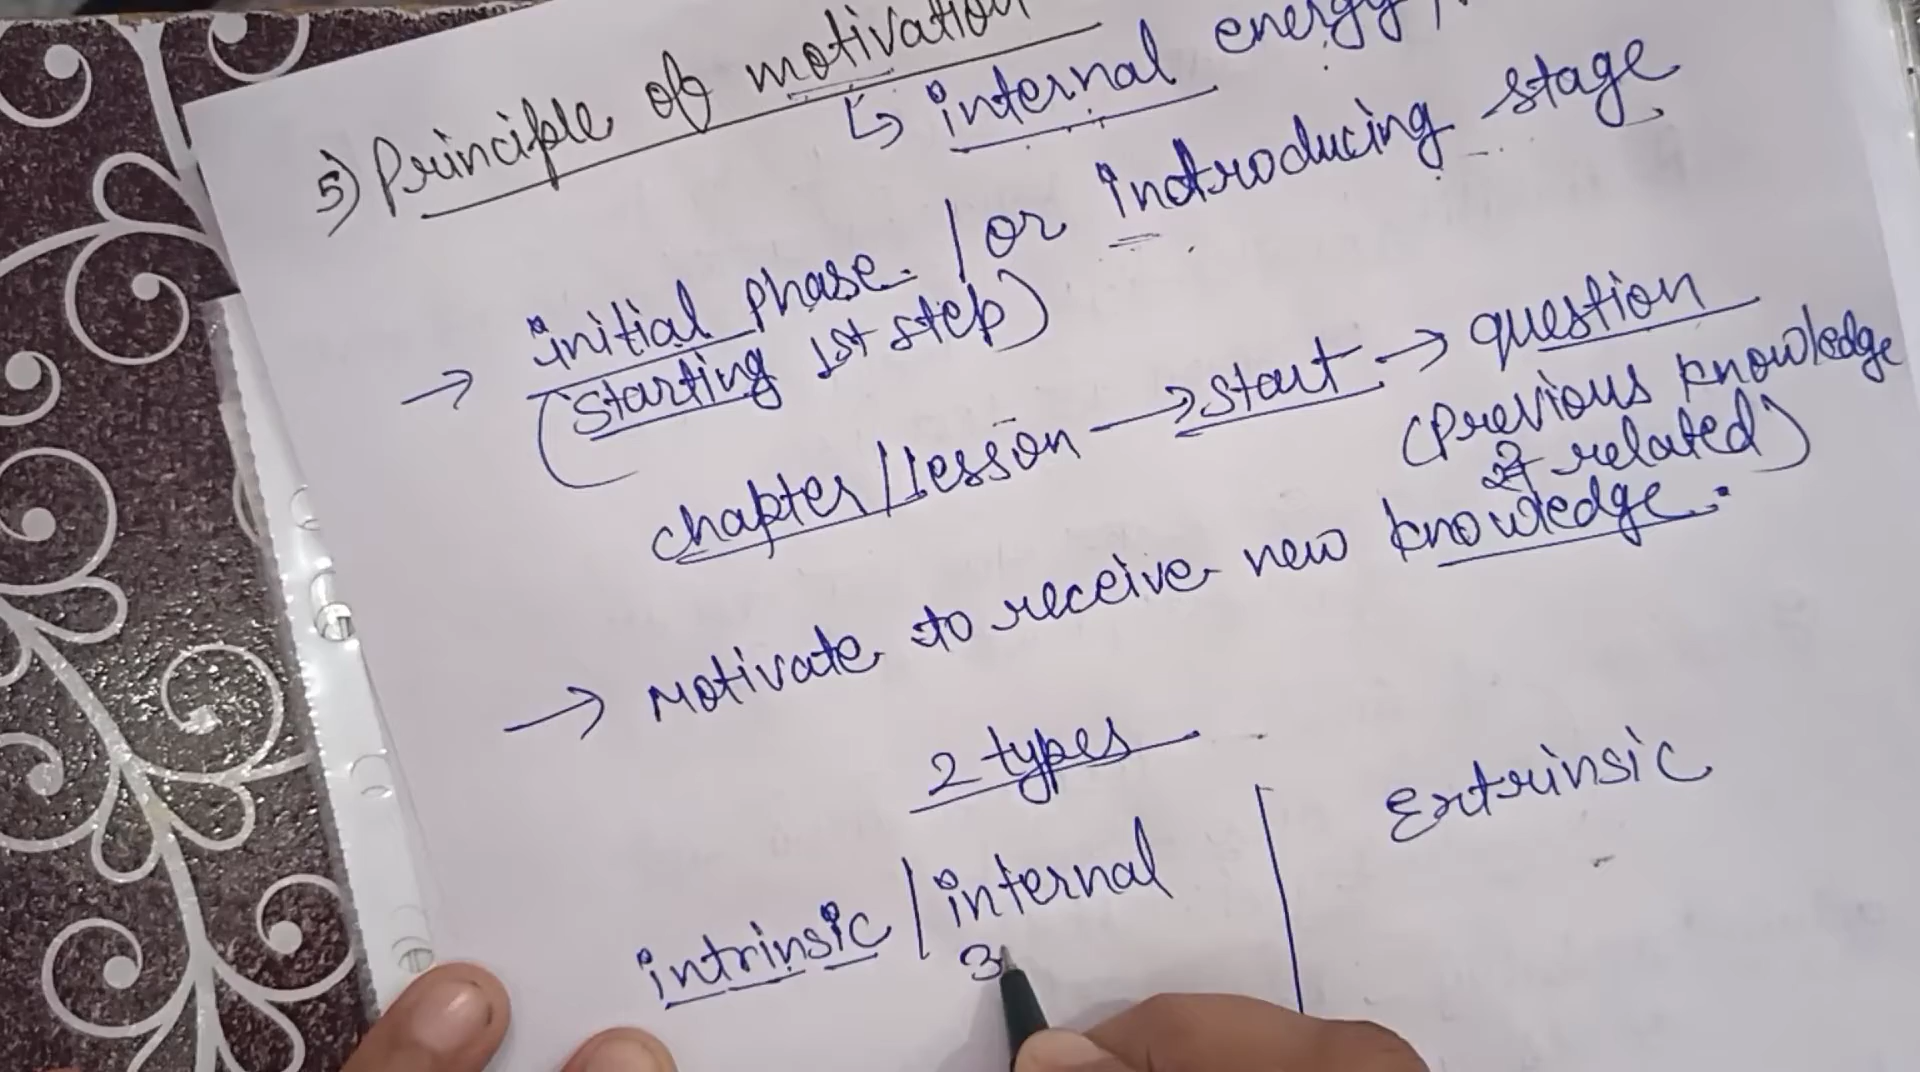 5) Principle of motivation
↳ internal energy
→ initial phase. / or introducing stage
(starting 1st step)
chapter/lesson → start → question
(Previous knowledge
से related)
→ Motivate to receive new knowledge.
2 types
intrinsic / internal
Extrinsic